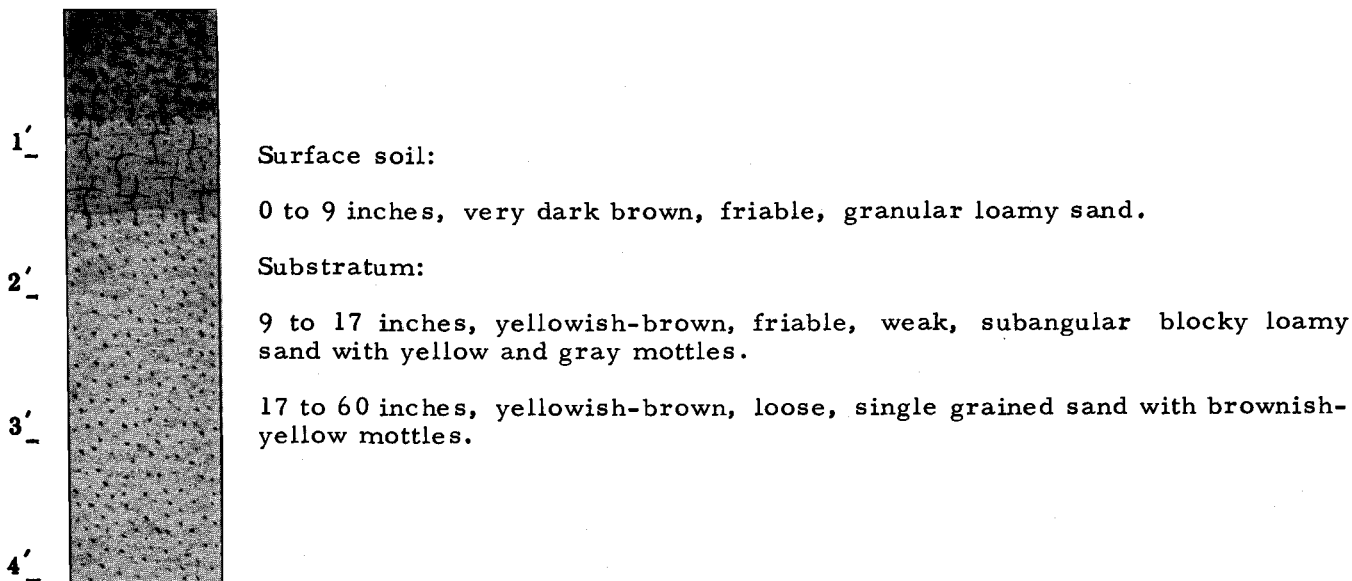 1'
Surface soil:
0 to 9 inches, very dark brown, friable, granular loamy sand.
2'
Substratum:
9 to 17 inches, yellowish-brown, friable, weak, subangular blocky loamy
sand with yellow and gray mottles.
3'
17 to 60 inches, yellowish-brown, loose, single grained sand with brownish-
yellow mottles.
4'